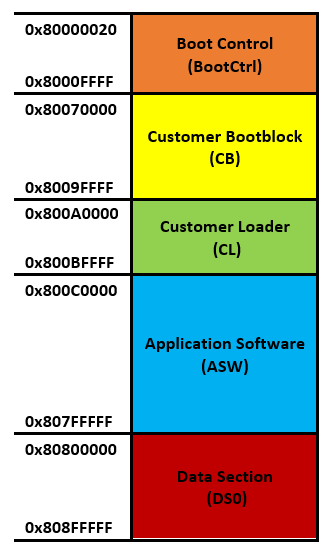 0x80000020
Boot Control
(BootCtrl)
0x8000FFFF
0x80070000
Customer Bootblock
(CB)
0x8009FFFF
0x800A0000
Customer Loader
(CL)
0x800BFFFF
0x800C0000
Application Software
(ASW)
0x807FFFFF
0x80800000
Data Section
(DS0)
0x808FFFFF